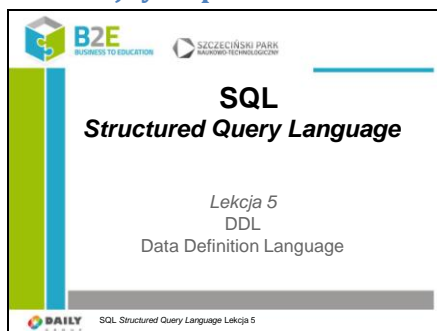 B2E
BUSINESS TO EDUCATION
SZCZECIŃSKI PARK
NAUKOWO-TECHNOLOGICZNY
SQL
Structured Query Language
Lekcja 5
DDL
Data Definition Language
DAILY
SQL Structured Query Language Lekcja 5